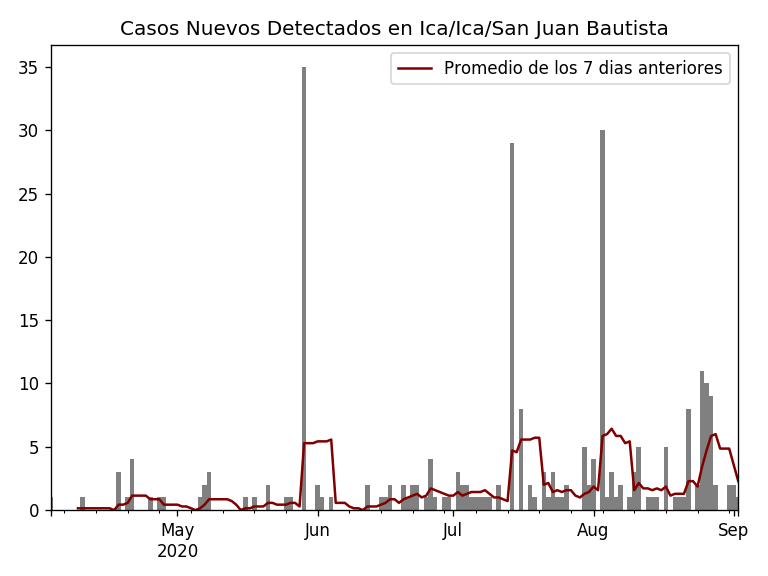 Casos Nuevos Detectados en Ica/Ica/San Juan Bautista
Promedio de los 7 dias anteriores
35
30
25
20
15
10
5
0
May
2020
Jun
Jul
Aug
Sep